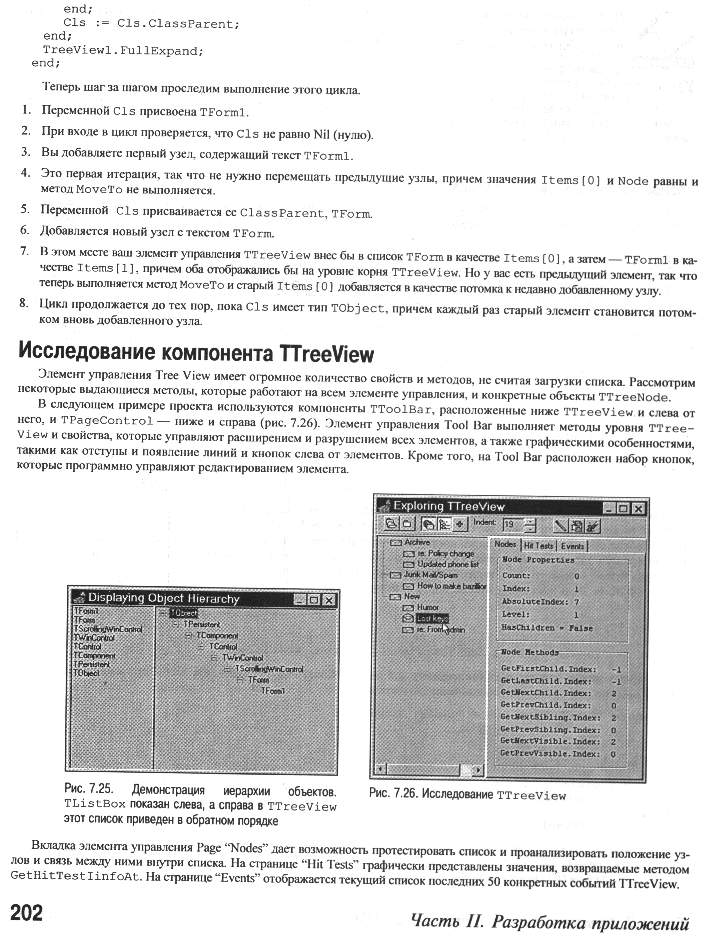 end;
Cls := Cls.ClassParent;
end;
TreeView1.FullExpand;
end;
Теперь шаг за шагом проследим выполнение этого цикла.
1. Переменной Cls присвоена TForm1.
2. При входе в цикл проверяется, что Cls не равно Nil (нулю).
3. Вы добавляете первый узел, содержащий текст TForm1.
4. Это первая итерация, так что не нужно перемещать предыдущие узлы, причем значения Items[0] и Node равны и
метод MoveTo не выполняется.
5. Переменной Cls присваивается ее ClassParent, TForm.
6. Добавляется новый узел с текстом TForm.
7. В этом месте ваш элемент управления TTreeView внес бы в список TForm в качестве Items[0], а затем — TForm1 в ка-
честве Items[1], причем оба отображались бы на уровне корня TTreeView. Но у вас есть предыдущий элемент, так что
теперь выполняется метод MoveTo и старый Items[0] добавляется в качестве потомка к недавно добавленному узлу.
8. Цикл продолжается до тех пор, пока Cls имеет тип TObject, причем каждый раз старый элемент становится потом-
ком вновь добавленного узла.
Исследование компонента TTreeView
Элемент управления Tree View имеет огромное количество свойств и методов, не считая загрузки списка. Рассмотрим
некоторые выдающиеся методы, которые работают на всем элементе управления, и конкретные объекты TTreeNode.
В следующем примере проекта используются компоненты TToolBar, расположенные ниже TTreeView и слева от
него, и TPageControl — ниже и справа (рис. 7.26). Элемент управления Tool Bar выполняет методы уровня TTree-
View и свойства, которые управляют расширением и разрушением всех элементов, а также графическими особенностями,
такими как отступы и появление линий и кнопок слева от элементов. Кроме того, на Tool Bar расположен набор кнопок,
которые программно управляют редактированием элемента.
Displaying Object Hierarchy
TForm1
TForm
TScrollingWinControl
TWinControl
TControl
TComponent
TPersistent
TObject
TObject
TPersistent
TComponent
TControl
TWinControl
TScrollingWinControl
TForm
TForm1
Рис. 7.25. Демонстрация иерархии объектов.
TListBox показан слева, а справа в TTreeView
этот список приведен в обратном порядке
Exploring TTreeView
Indent: 19
Archive
re: Policy change
Updated phone list
Junk Mail/Spam
How to make bazillior
New
Humor
Lost keys
re: From admin
Nodes Hit Tests Events
Node Properties
Count: 0
Index: 1
AbsoluteIndex: 7
Level: 1
HasChildren = False
Node Methods
GetFirstChild.Index: -1
GetLastChild.Index: -1
GetNextChild.Index: 2
GetPrevChild.Index: 0
GetNextSibling.Index: 2
GetPrevSibling.Index: 0
GetNextVisible.Index: 2
GetPrevVisible.Index: 0
Рис. 7.26. Исследование TTreeView
Вкладка элемента управления Page “Nodes” дает возможность протестировать список и проанализировать положение уз-
лов и связь между ними внутри списка. На странице “Hit Tests” графически представлены значения, возвращаемые методом
GetHitTestIinfoAt. На странице “Events” отображается текущий список последних 50 конкретных событий TTreeView.
202
Часть II. Разработка приложений